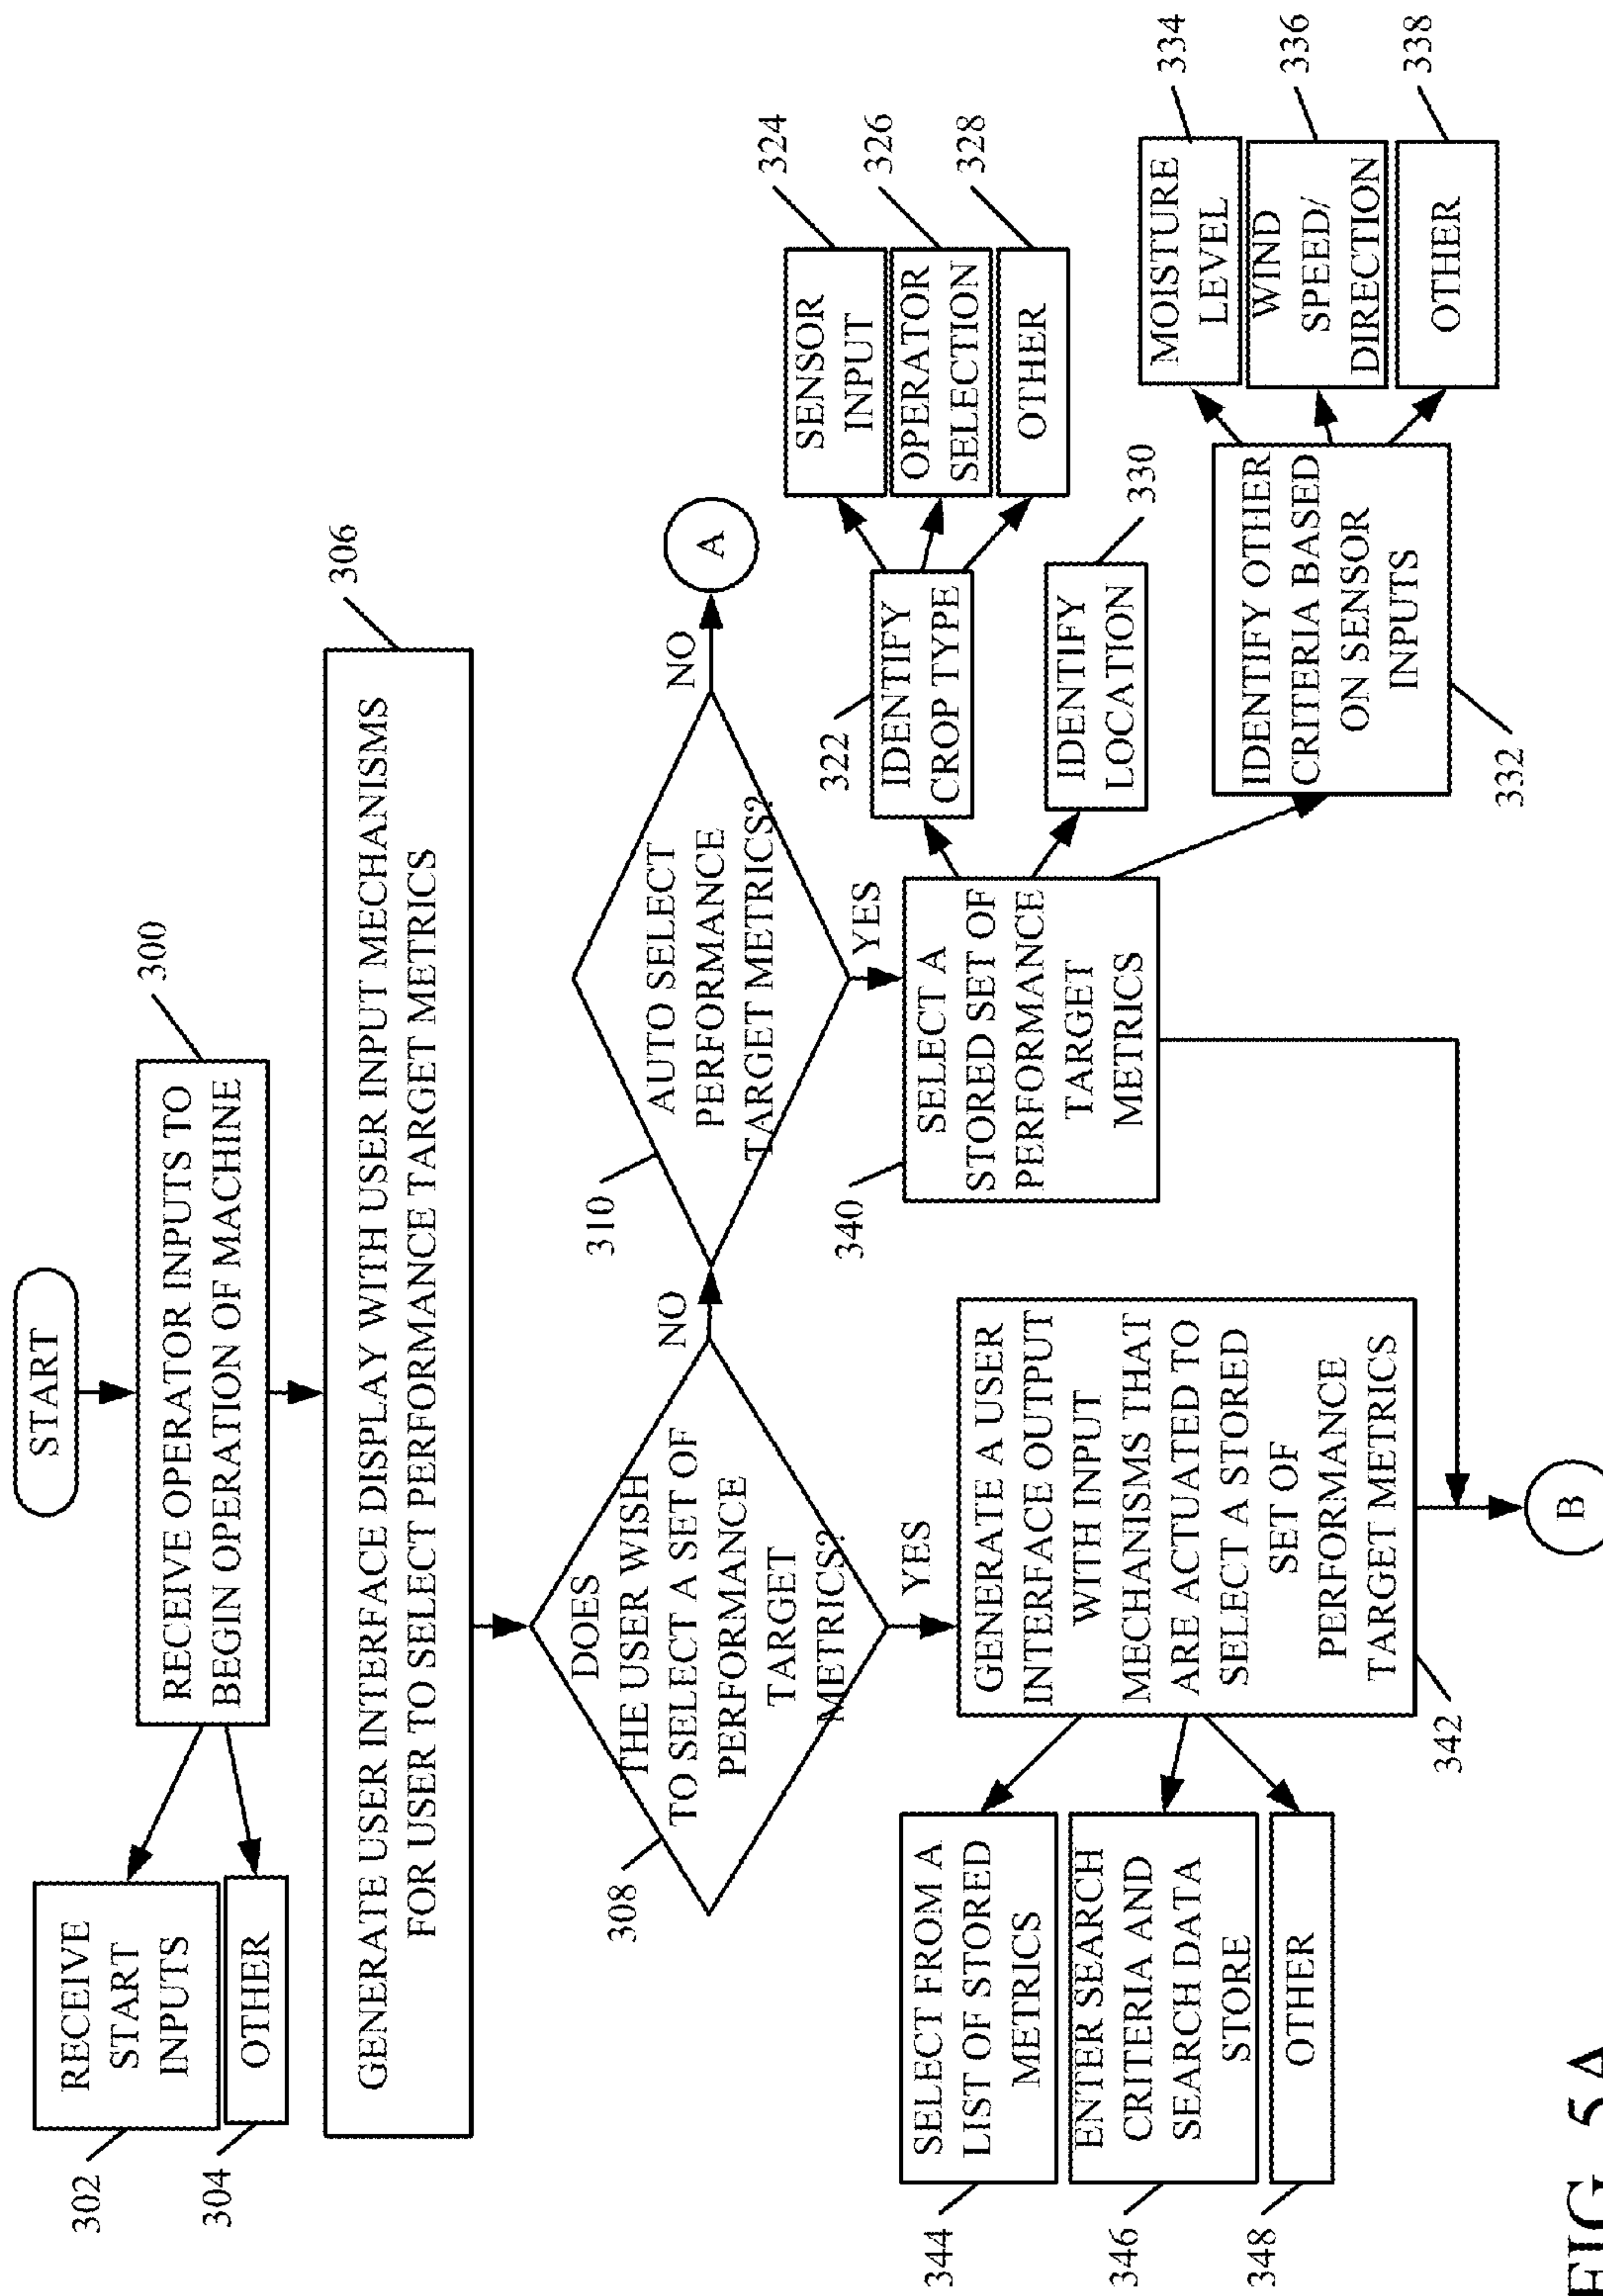 START
300
RECEIVE OPERATOR INPUTS TO
BEGIN OPERATION OF MACHINE
302
RECEIVE
START
INPUTS
304
OTHER
306
GENERATE USER INTERFACE DISPLAY WITH USER INPUT MECHANISMS
FOR USER TO SELECT PERFORMANCE TARGET METRICS
308
DOES
THE USER WISH
TO SELECT A SET OF
PERFORMANCE
TARGET
METRICS?
NO
310
AUTO SELECT
PERFORMANCE
TARGET METRICS?
NO
A
YES
340
SELECT A
STORED SET OF
PERFORMANCE
TARGET
METRICS
322
IDENTIFY
CROP TYPE
SENSOR
INPUT
324
OPERATOR
SELECTION
326
OTHER
328
IDENTIFY
LOCATION
330
IDENTIFY OTHER
CRITERIA BASED
ON SENSOR
INPUTS
332
MOISTURE
LEVEL
334
WIND
SPEED/
DIRECTION
336
OTHER
338
YES
GENERATE A USER
INTERFACE OUTPUT
WITH INPUT
MECHANISMS THAT
ARE ACTUATED TO
SELECT A STORED
SET OF
PERFORMANCE
TARGET METRICS
342
344
SELECT FROM A
LIST OF STORED
METRICS
346
ENTER SEARCH
CRITERIA AND
SEARCH DATA
STORE
348
OTHER
B
FIG. 5A